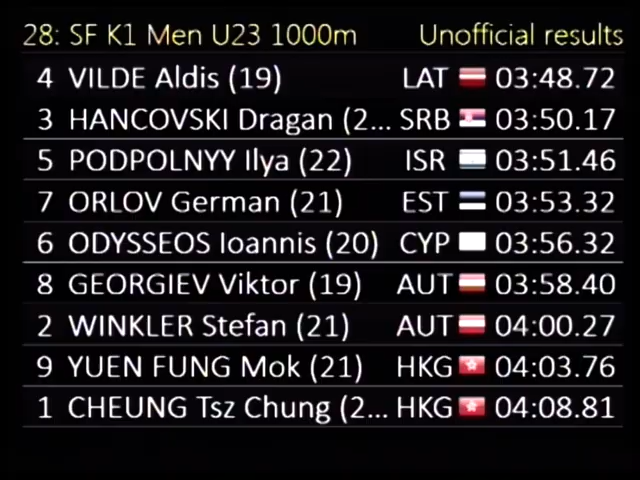 28: SF K1 Men U23 1000m Unofficial results
4 VILDE Aldis (19) LAT 03:48.72
3 HANCOVSKI Dragan (2... SRB 03:50.17
5 PODPOLNYY Ilya (22) ISR 03:51.46
7 ORLOV German (21) EST 03:53.32
6 ODYSSEOS Ioannis (20) CYP 03:56.32
8 GEORGIEV Viktor (19) AUT 03:58.40
2 WINKLER Stefan (21) AUT 04:00.27
9 YUEN FUNG Mok (21) HKG 04:03.76
1 CHEUNG Tsz Chung (2... HKG 04:08.81